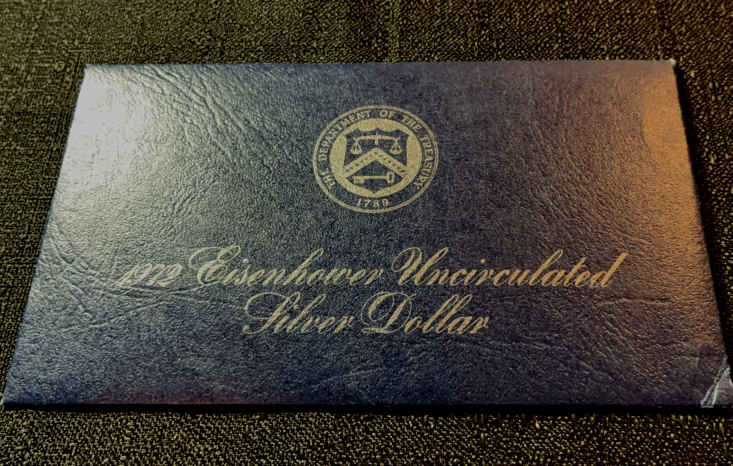 THE DEPARTMENT OF THE TREASURY
1789
1972 Eisenhower Uncirculated
Silver Dollar